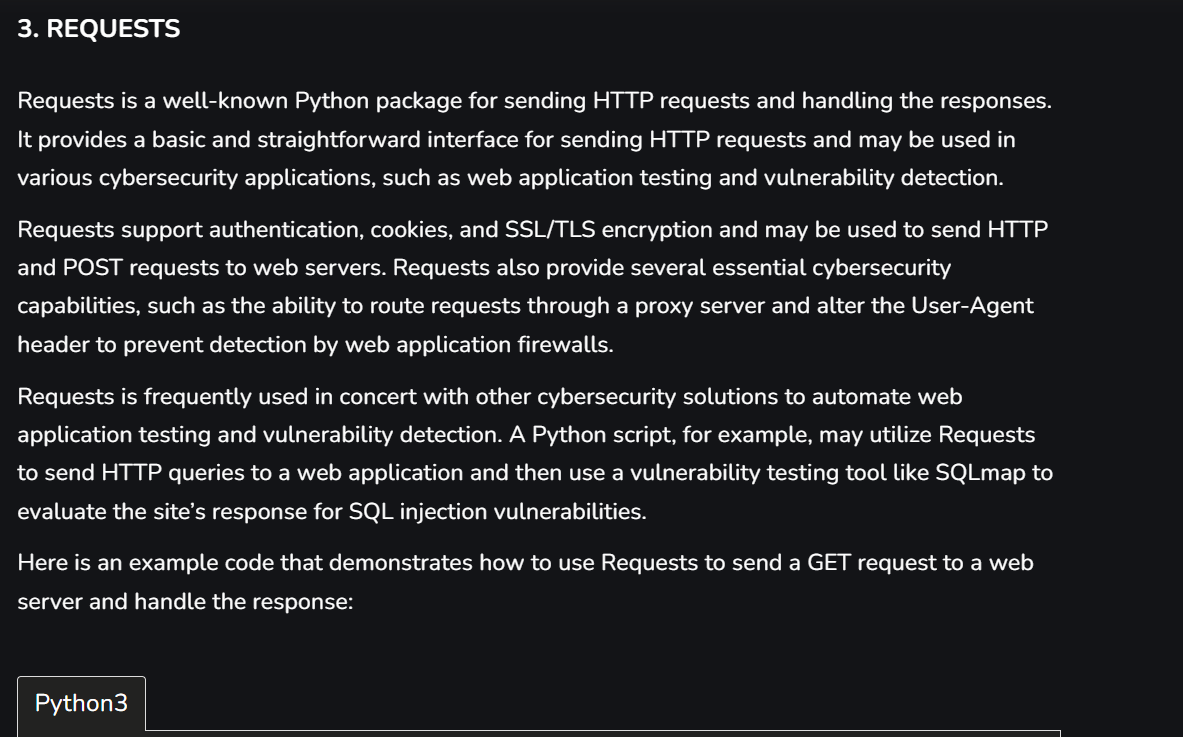 3. REQUESTS
Requests is a well-known Python package for sending HTTP requests and handling the responses.
It provides a basic and straightforward interface for sending HTTP requests and may be used in
various cybersecurity applications, such as web application testing and vulnerability detection.
Requests support authentication, cookies, and SSL/TLS encryption and may be used to send HTTP
and POST requests to web servers. Requests also provide several essential cybersecurity
capabilities, such as the ability to route requests through a proxy server and alter the User-Agent
header to prevent detection by web application firewalls.
Requests is frequently used in concert with other cybersecurity solutions to automate web
application testing and vulnerability detection. A Python script, for example, may utilize Requests
to send HTTP queries to a web application and then use a vulnerability testing tool like SQLmap to
evaluate the site’s response for SQL injection vulnerabilities.
Here is an example code that demonstrates how to use Requests to send a GET request to a web
server and handle the response:
Python3